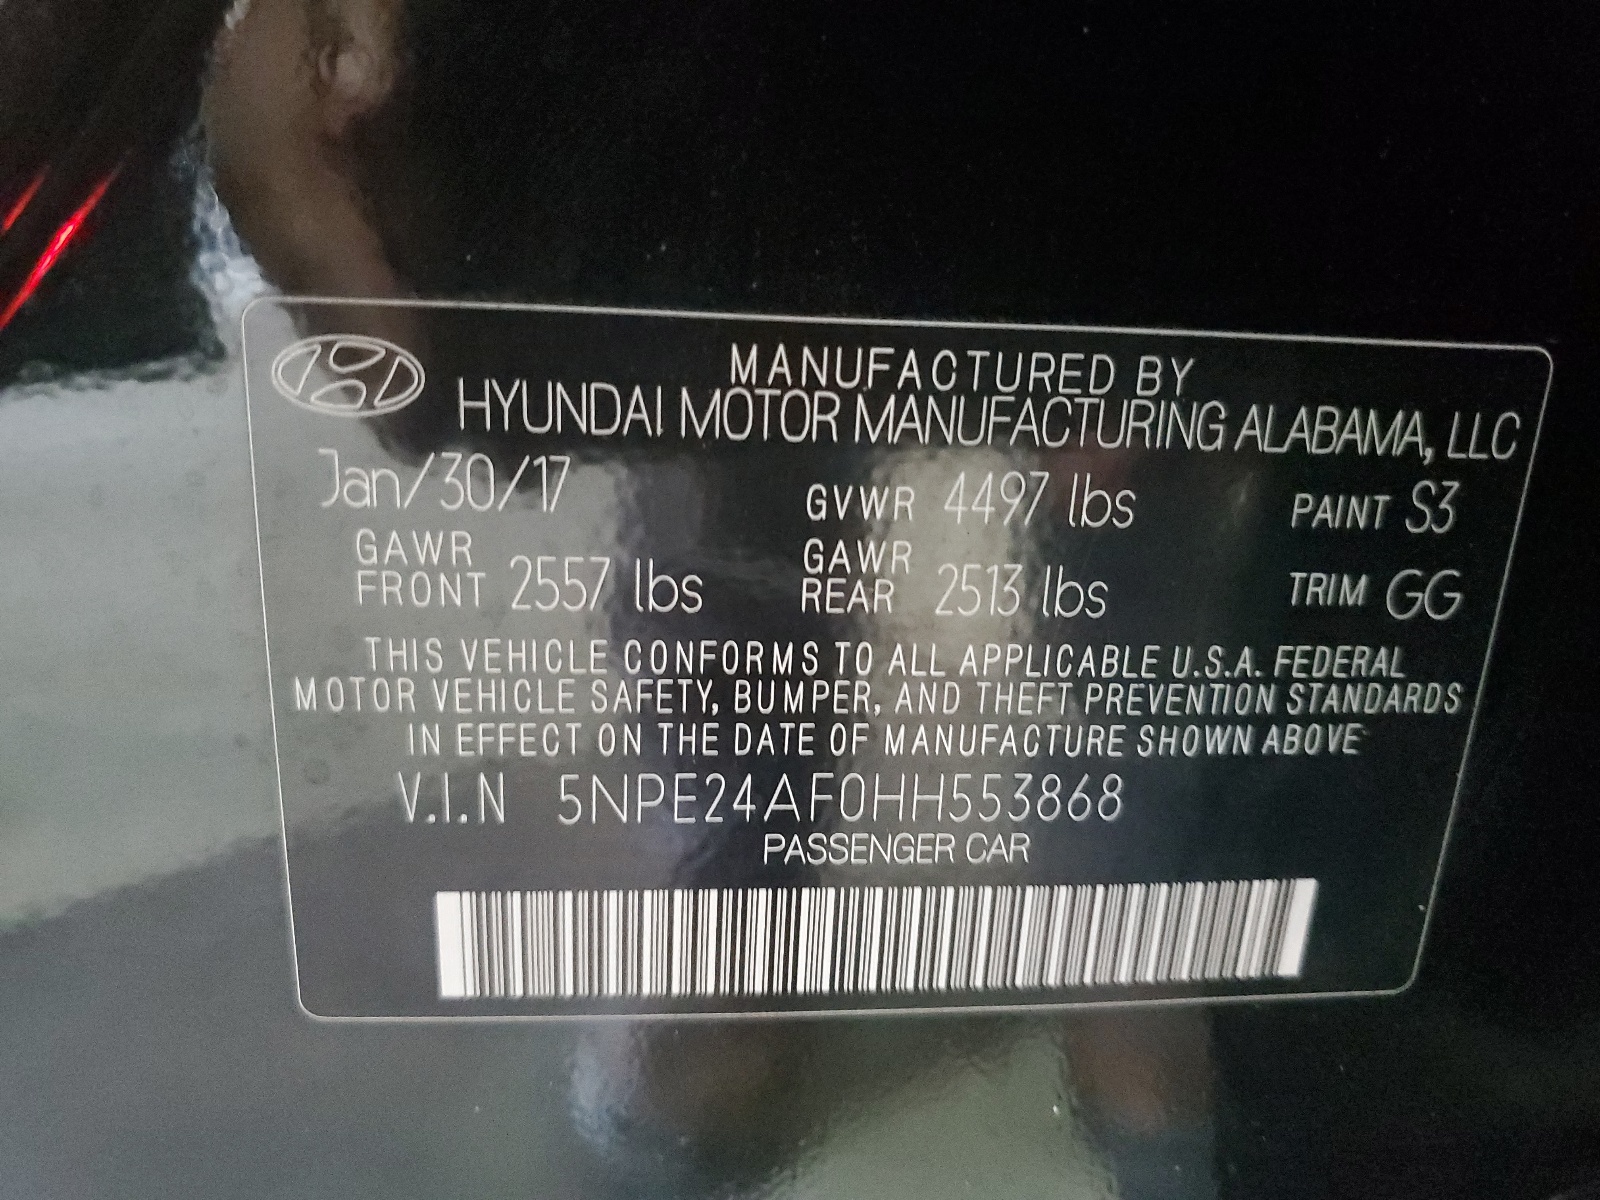 MANUFACTURED BY
HYUNDAI MOTOR MANUFACTURING ALABAMA, LLC
Jan/30/17 GVWR 4497 lbs PAINT S3
GAWR FRONT 2557 lbs GAWR REAR 2513 lbs TRIM GG
THIS VEHICLE CONFORMS TO ALL APPLICABLE U.S.A. FEDERAL
MOTOR VEHICLE SAFETY, BUMPER, AND THEFT PREVENTION STANDARDS
IN EFFECT ON THE DATE OF MANUFACTURE SHOWN ABOVE
V.I.N 5NPE24AF0HH553868
PASSENGER CAR